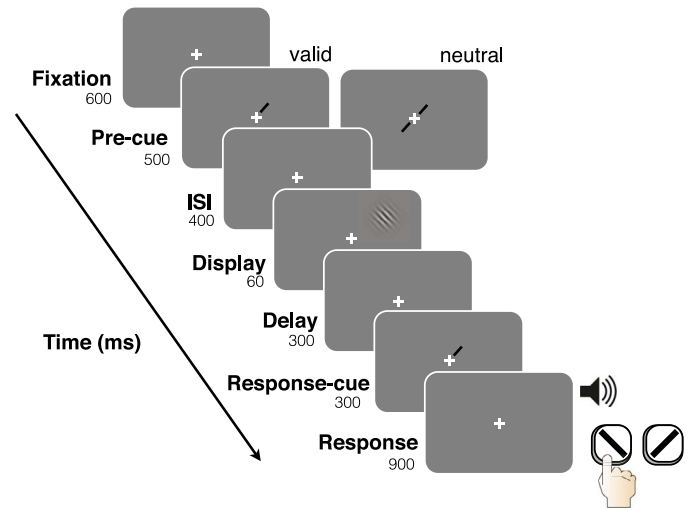 valid
neutral
Fixation
600
Pre-cue
500
ISI
400
Display
60
Delay
300
Time (ms)
Response-cue
300
Response
900